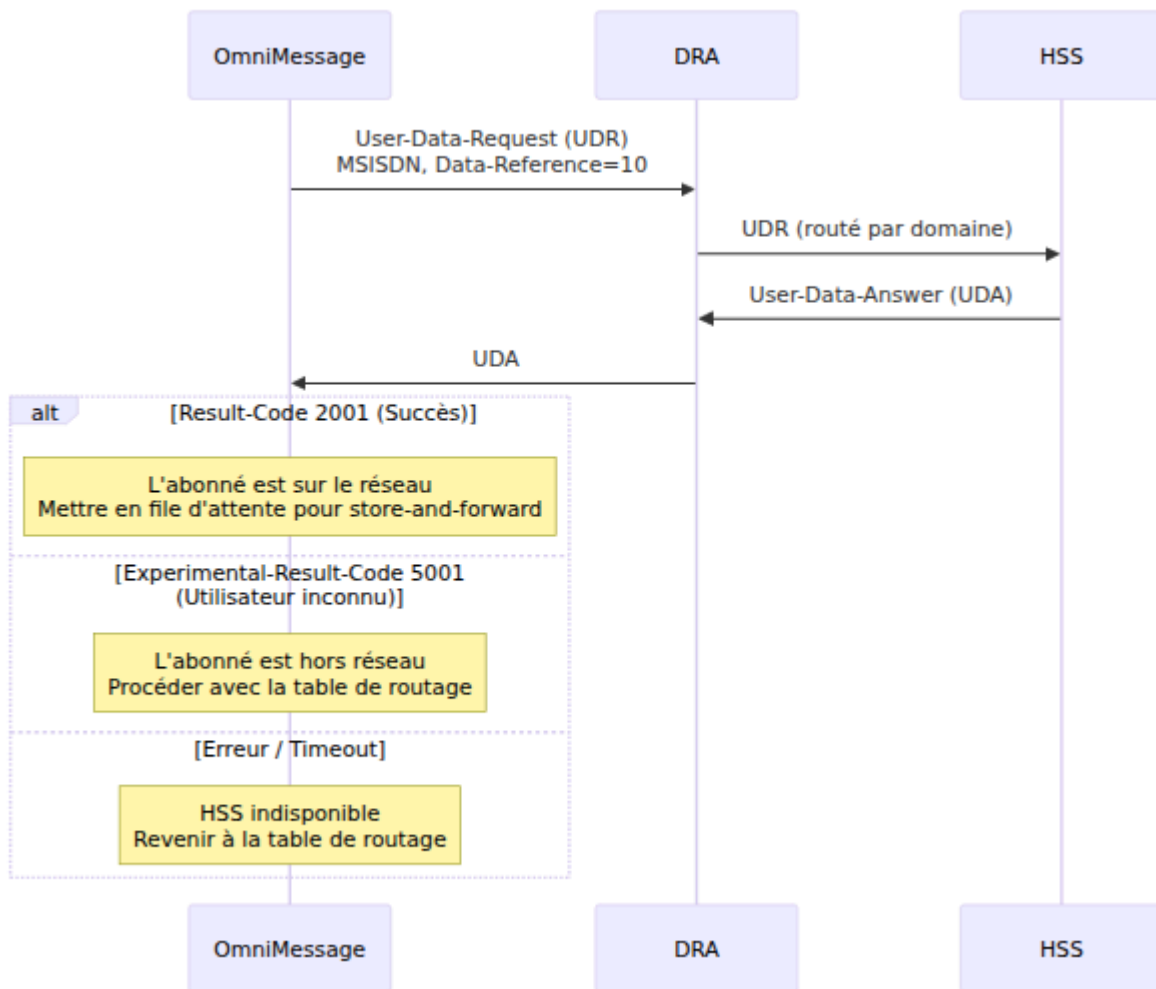 OmniMessage
DRA
HSS
User-Data-Request (UDR)
MSISDN, Data-Reference=10
UDR (routé par domaine)
User-Data-Answer (UDA)
UDA
alt
[Result-Code 2001 (Succès)]
L'abonné est sur le réseau
Mettre en file d'attente pour store-and-forward
[Experimental-Result-Code 5001
(Utilisateur inconnu)]
L'abonné est hors réseau
Procéder avec la table de routage
[Erreur / Timeout]
HSS indisponible
Revenir à la table de routage
OmniMessage
DRA
HSS